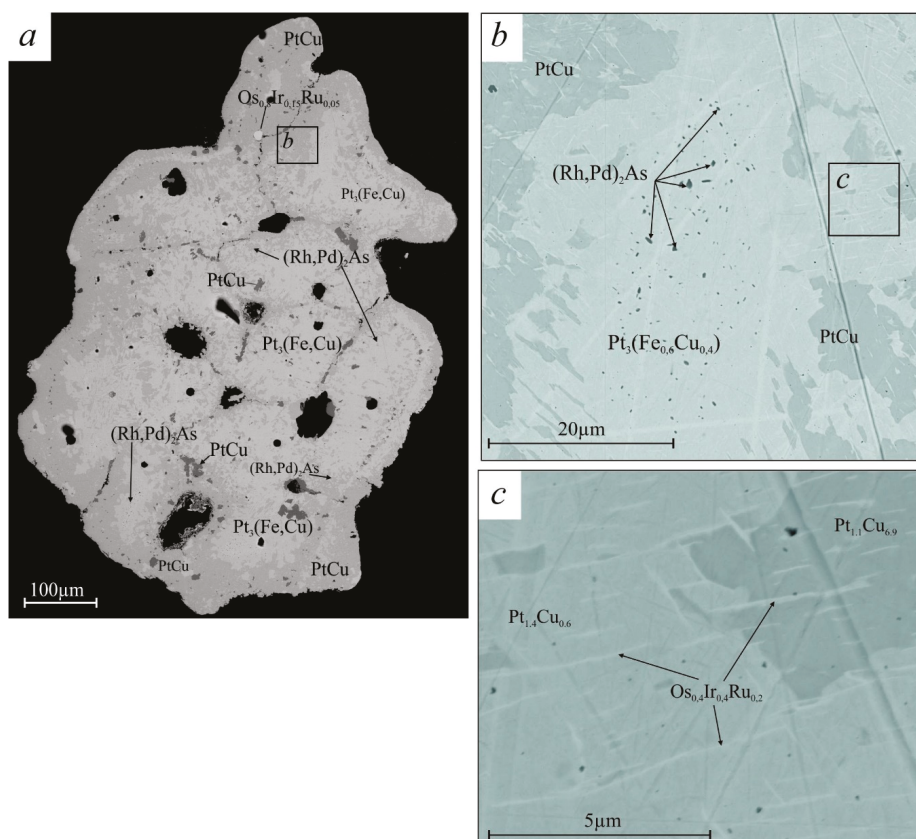 a
PtCu
Os₀,₈Ir₀,₁₅Ru₀,₀₅
b
Pt₃(Fe,Cu)
(Rh,Pd)₂As
PtCu
Pt₃(Fe,Cu)
(Rh,Pd)₂As
PtCu
(Rh,Pd)₂As
Pt₃(Fe,Cu)
PtCu
PtCu
100µm
b
PtCu
(Rh,Pd)₂As
c
Pt₃(Fe₀,₆Cu₀,₄)
PtCu
20µm
c
Pt₁.₁Cu₆.₉
Pt₁.₄Cu₀.₆
Os₀,₄Ir₀,₄Ru₀,₂
5µm